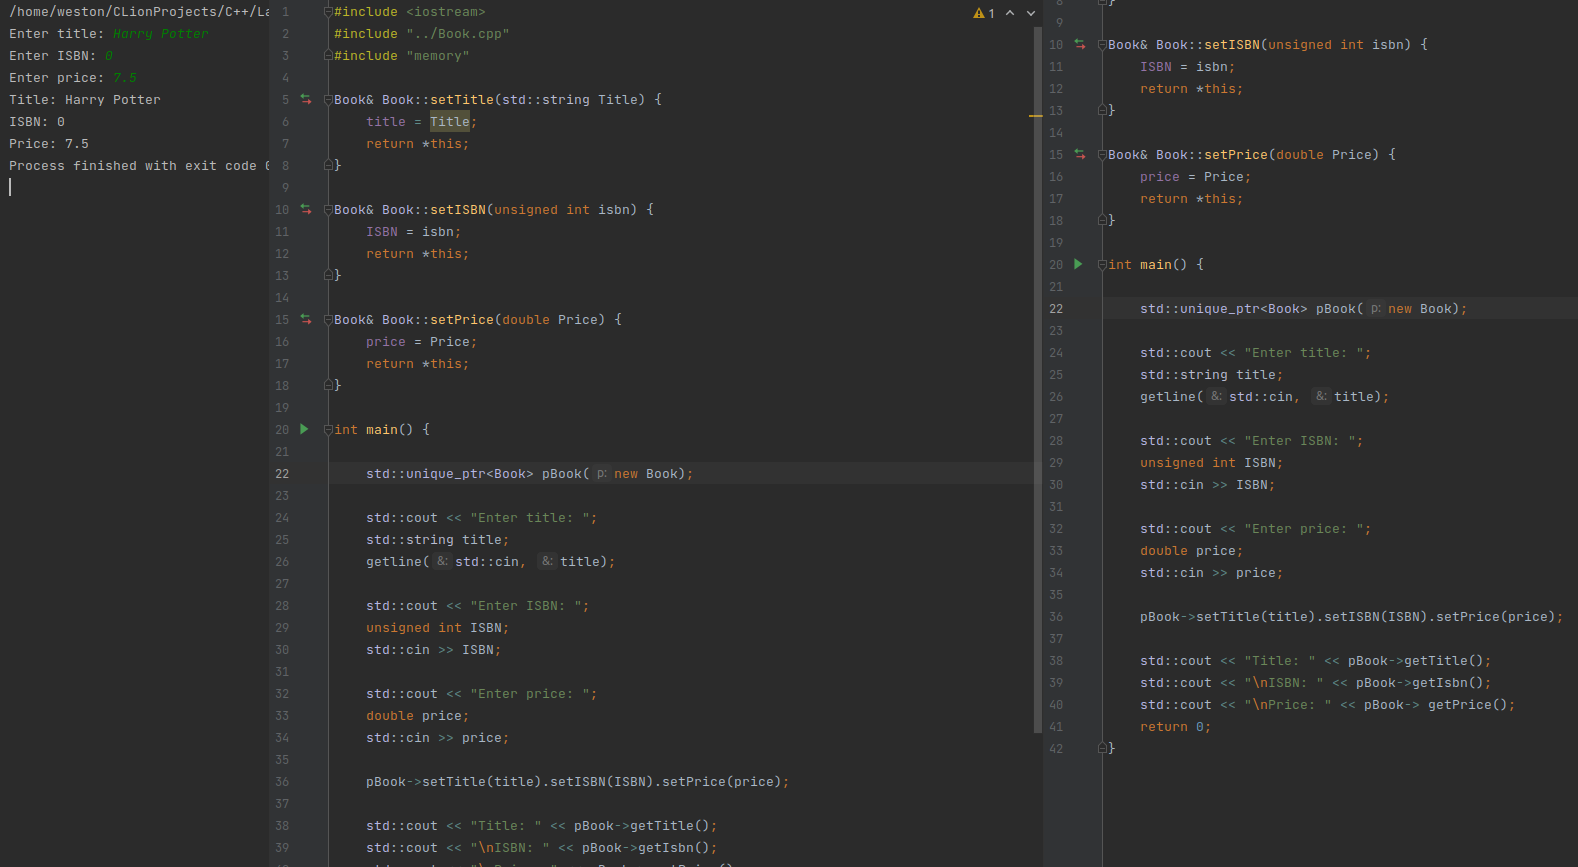 /home/weston/CLionProjects/C++/La
Enter title: Harry Potter
Enter ISBN: 0
Enter price: 7.5
Title: Harry Potter
ISBN: 0
Price: 7.5
Process finished with exit code 0
1 #include <iostream>
2 #include "../Book.cpp"
3 #include "memory"
4
5 Book& Book::setTitle(std::string Title) {
6 title = Title;
7 return *this;
8 }
9
10 Book& Book::setISBN(unsigned int isbn) {
11 ISBN = isbn;
12 return *this;
13 }
14
15 Book& Book::setPrice(double Price) {
16 price = Price;
17 return *this;
18 }
19
20 int main() {
21
22 std::unique_ptr<Book> pBook( p: new Book);
23
24 std::cout << "Enter title: ";
25 std::string title;
26 getline( &: std::cin, &: title);
27
28 std::cout << "Enter ISBN: ";
29 unsigned int ISBN;
30 std::cin >> ISBN;
31
32 std::cout << "Enter price: ";
33 double price;
34 std::cin >> price;
35
36 pBook->setTitle(title).setISBN(ISBN).setPrice(price);
37
38 std::cout << "Title: " << pBook->getTitle();
39 std::cout << "\nISBN: " << pBook->getIsbn();
1
8 }
9
10 Book& Book::setISBN(unsigned int isbn) {
11 ISBN = isbn;
12 return *this;
13 }
14
15 Book& Book::setPrice(double Price) {
16 price = Price;
17 return *this;
18 }
19
20 int main() {
21
22 std::unique_ptr<Book> pBook( p: new Book);
23
24 std::cout << "Enter title: ";
25 std::string title;
26 getline( &: std::cin, &: title);
27
28 std::cout << "Enter ISBN: ";
29 unsigned int ISBN;
30 std::cin >> ISBN;
31
32 std::cout << "Enter price: ";
33 double price;
34 std::cin >> price;
35
36 pBook->setTitle(title).setISBN(ISBN).setPrice(price);
37
38 std::cout << "Title: " << pBook->getTitle();
39 std::cout << "\nISBN: " << pBook->getIsbn();
40 std::cout << "\nPrice: " << pBook-> getPrice();
41 return 0;
42 }